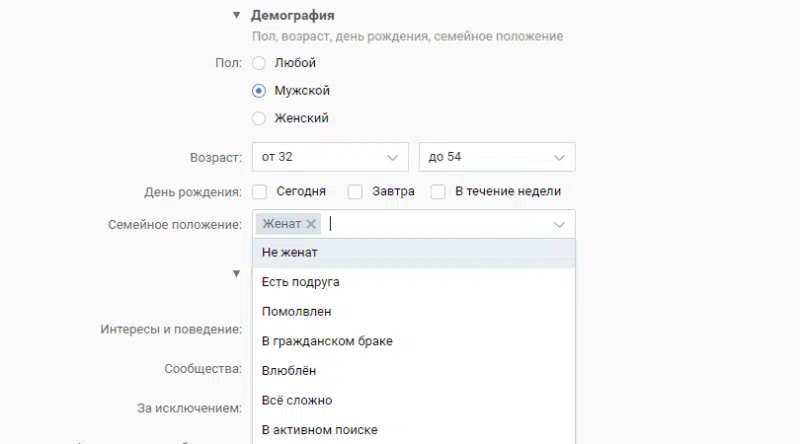 Демография
Пол, возраст, день рождения, семейное положение
Пол: Любой
Мужской
Женский
Возраст: от 32 до 54
День рождения: Сегодня Завтра В течение недели
Семейное положение: Женат
Не женат
Есть подруга
Помолвлен
Интересы и поведение:
В гражданском браке
Сообщества:
Влюблён
За исключением:
Всё сложно
В активном поиске